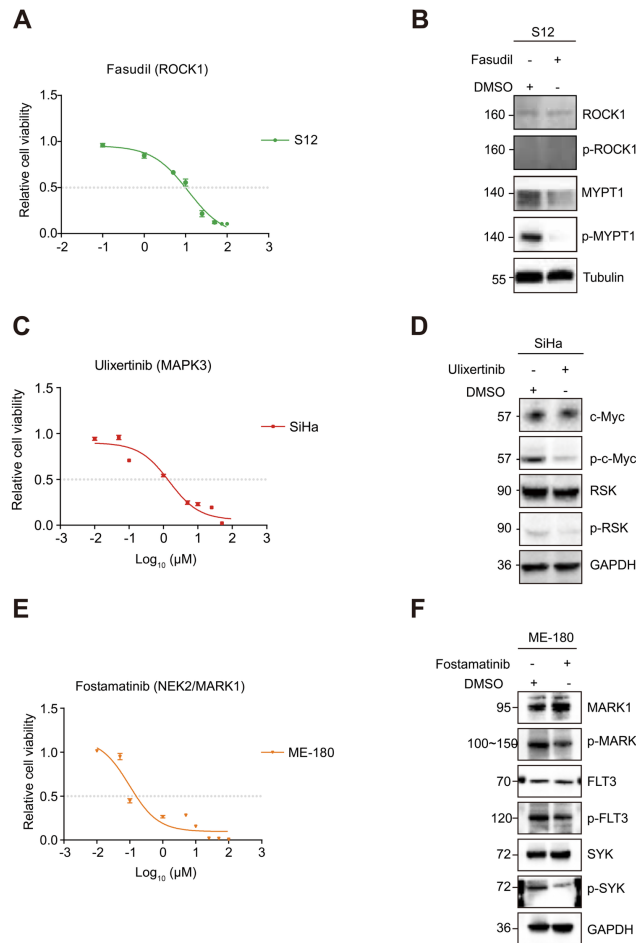 A
Fasudil (ROCK1)
Relative cell viability
1.5
1.0
0.5
0.0
-2 -1 0 1 2 3
S12
B
S12
Fasudil - +
DMSO + -
160 ROCK1
160 p-ROCK1
140 MYPT1
140 p-MYPT1
55 Tubulin
C
Ulixertinib (MAPK3)
Relative cell viability
1.5
1.0
0.5
0.0
-3 -2 -1 0 1 2 3
Log10 (µM)
SiHa
D
SiHa
Ulixertinib - +
DMSO + -
57 c-Myc
57 p-c-Myc
90 RSK
90 p-RSK
36 GAPDH
E
Fostamatinib (NEK2/MARK1)
Relative cell viability
1.5
1.0
0.5
0.0
-3 -2 -1 0 1 2 3
Log10 (µM)
ME-180
F
ME-180
Fostamatinib - +
DMSO + -
95 MARK1
100~150 p-MARK
70 FLT3
120 p-FLT3
72 SYK
72 p-SYK
36 GAPDH